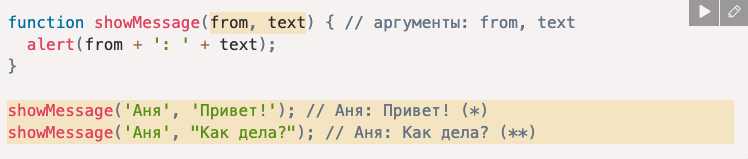 function showMessage(from, text) { // аргументы: from, text
  alert(from + ': ' + text);
}

showMessage('Аня', 'Привет!'); // Аня: Привет! (*)
showMessage('Аня', "Как дела?"); // Аня: Как дела? (**)